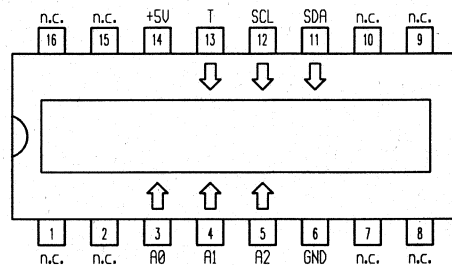 n.c. n.c. +5V T SCL SDA n.c. n.c.
16 15 14 13 12 11 10 9
1 2 3 4 5 6 7 8
n.c. n.c. A0 A1 A2 GND n.c. n.c.